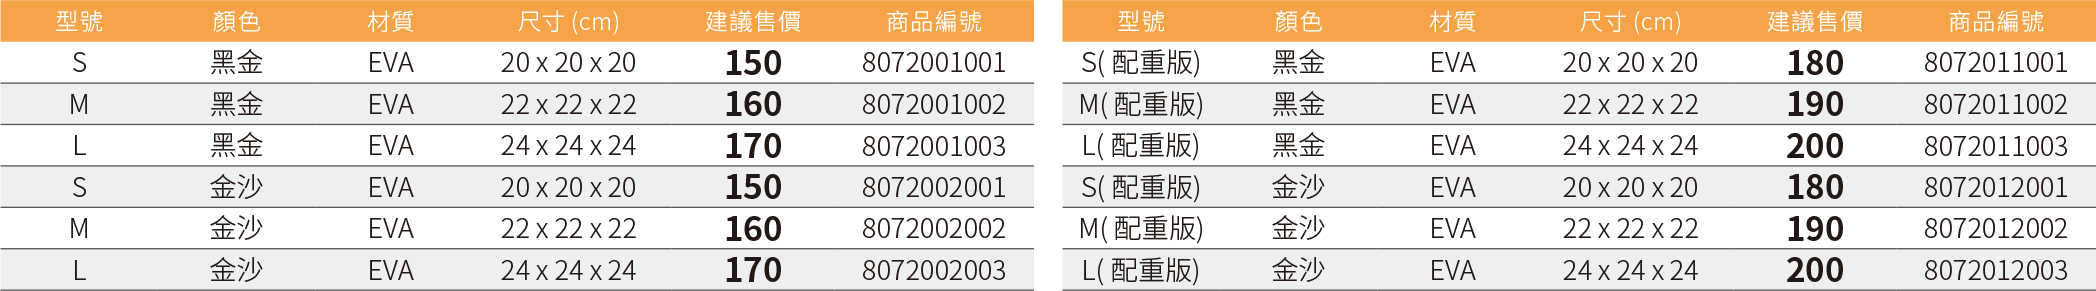 型號 顏色 材質 尺寸 (cm) 建議售價 商品編號
S 黑金 EVA 20 x 20 x 20 150 8072001001
M 黑金 EVA 22 x 22 x 22 160 8072001002
L 黑金 EVA 24 x 24 x 24 170 8072001003
S 金沙 EVA 20 x 20 x 20 150 8072002001
M 金沙 EVA 22 x 22 x 22 160 8072002002
L 金沙 EVA 24 x 24 x 24 170 8072002003
型號 顏色 材質 尺寸 (cm) 建議售價 商品編號
S( 配重版) 黑金 EVA 20 x 20 x 20 180 8072011001
M( 配重版) 黑金 EVA 22 x 22 x 22 190 8072011002
L( 配重版) 黑金 EVA 24 x 24 x 24 200 8072011003
S( 配重版) 金沙 EVA 20 x 20 x 20 180 8072012001
M( 配重版) 金沙 EVA 22 x 22 x 22 190 8072012002
L( 配重版) 金沙 EVA 24 x 24 x 24 200 8072012003